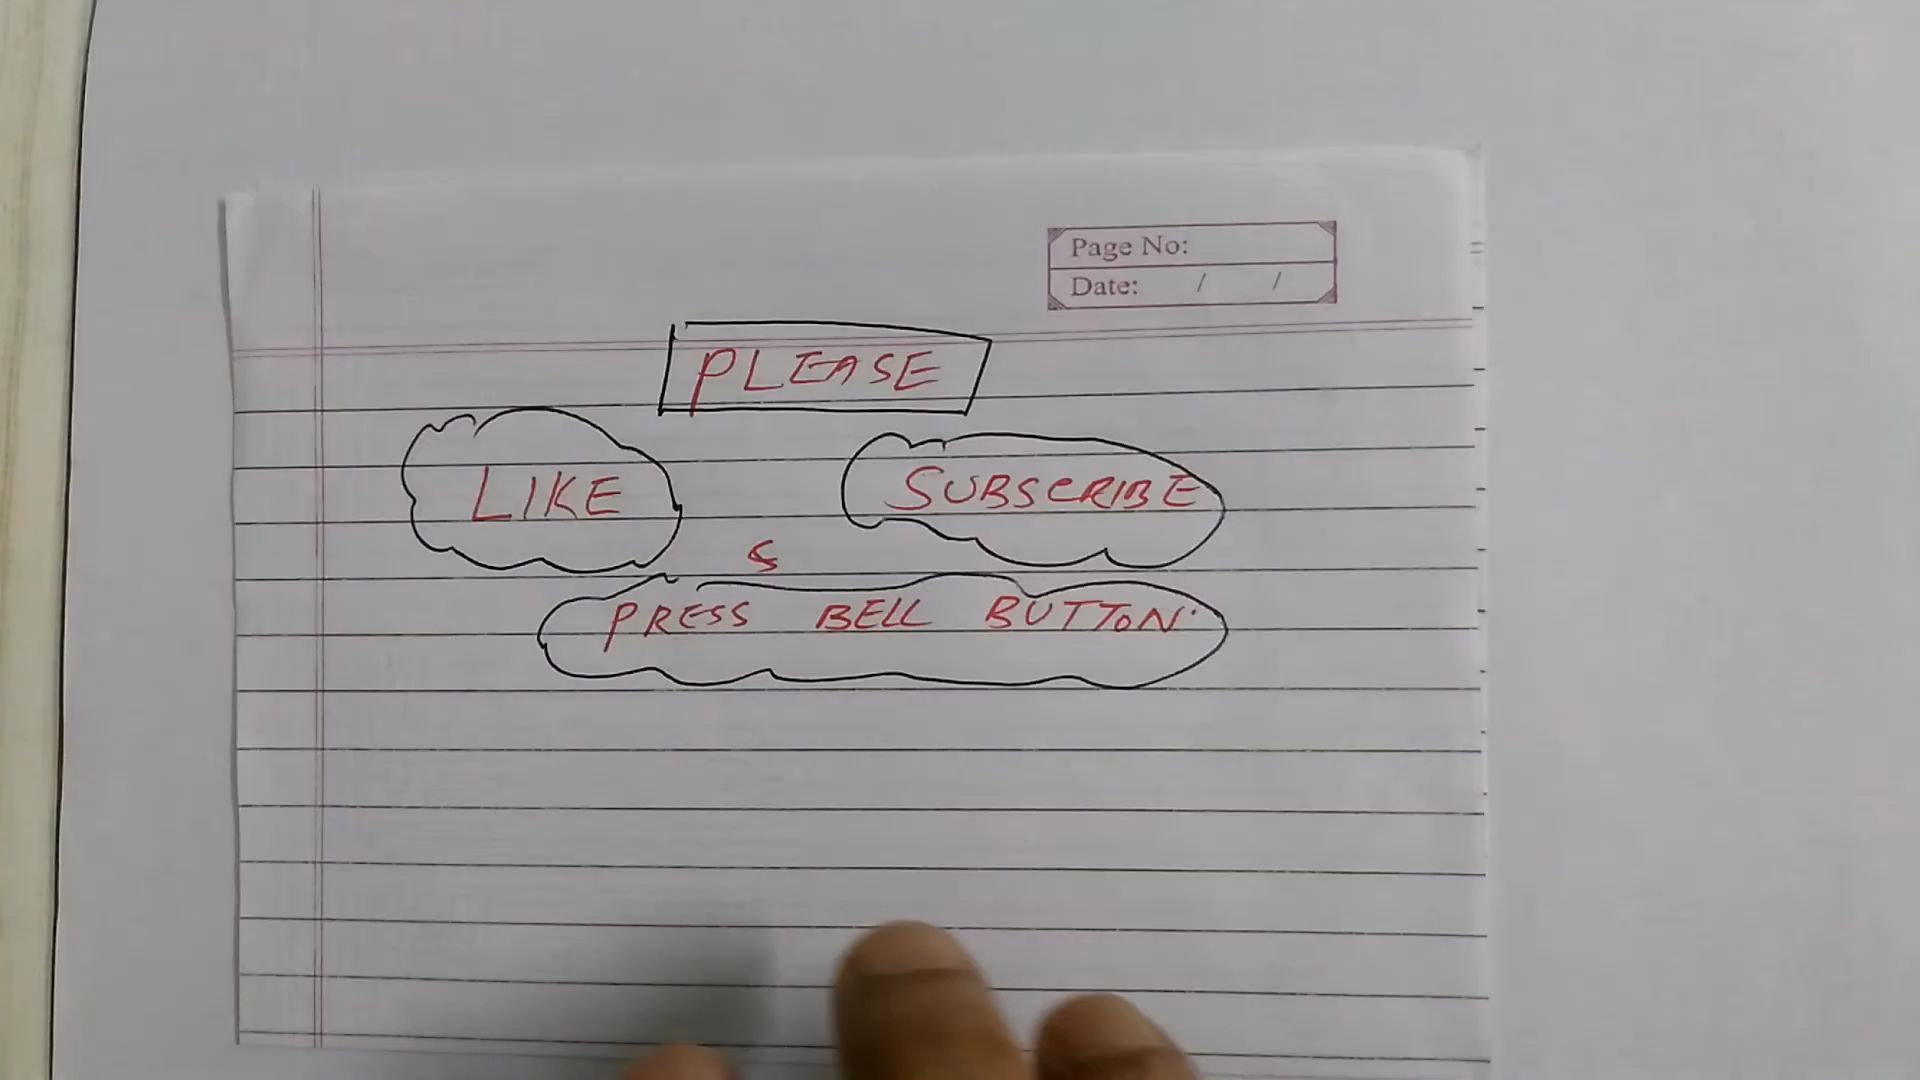 Page No:
Date: / /
PLEASE
LIKE SUBSCRIBE
PRESS BELL BUTTON.